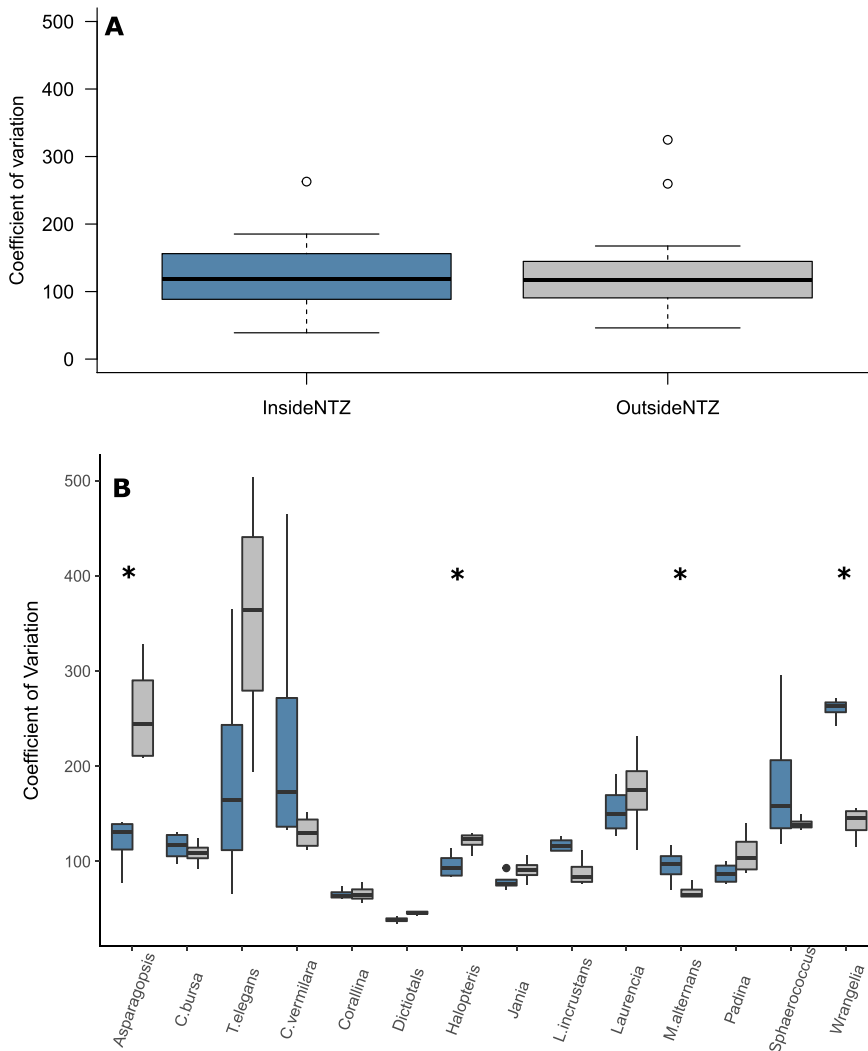 A
500
400
300
200
100
0
Coefficient of variation
InsideNTZ
OutsideNTZ
B
500
400
300
200
100
Coefficient of Variation
*
*
*
*
Asparagopsis
C.bursa
T.elegans
C.vermilara
Corallina
Dictiotals
Halopteris
Jania
L.incrustans
Laurencia
M.alternans
Padina
Sphaerococcus
Wrangelia